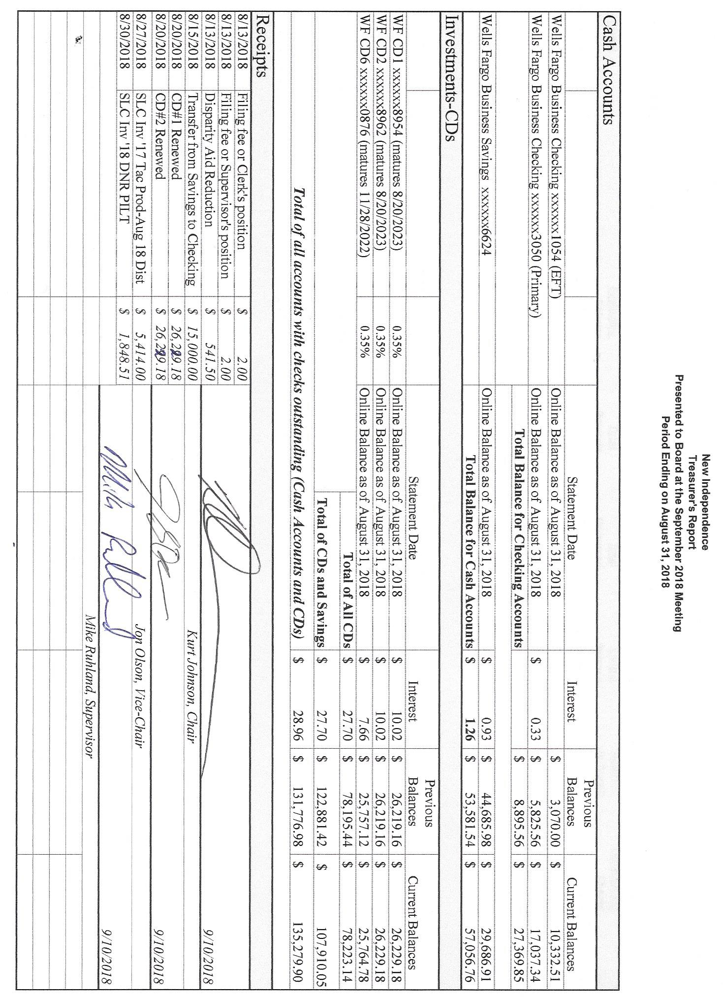 New Independence
Treasurer's Report
Presented to Board at the September 2018 Meeting
Period Ending on August 31, 2018
Cash Accounts
Statement Date Interest Previous Balances Current Balances
Wells Fargo Business Checking xxxxxx1054 (EFT) Online Balance as of August 31, 2018 $ 3,070.00 $ 10,332.51
Wells Fargo Business Checking xxxxxx3050 (Primary) Online Balance as of August 31, 2018 $ 0.33 $ 5,825.56 $ 17,037.34
Total Balance for Checking Accounts $ 8,895.56 $ 27,369.85
Wells Fargo Business Savings xxxxxx6624 Online Balance as of August 31, 2018 $ 0.93 $ 44,685.98 $ 29,686.91
Total Balance for Cash Accounts $ 1.26 $ 53,581.54 $ 57,056.76
Investments-CDs
Statement Date Interest Previous Balances Current Balances
WF CD1 xxxxxx8954 (matures 8/20/2023) 0.35% Online Balance as of August 31, 2018 $ 10.02 $ 26,219.16 $ 26,229.18
WF CD2 xxxxxx8962 (matures 8/20/2023) 0.35% Online Balance as of August 31, 2018 $ 10.02 $ 26,219.16 $ 26,229.18
WF CD6 xxxxxx0876 (matures 11/28/2022) 0.35% Online Balance as of August 31, 2018 $ 7.66 $ 25,757.12 $ 25,764.78
Total of All CDs $ 27.70 $ 78,195.44 $ 78,223.14
Total of CDs and Savings $ 27.70 $ 122,881.42 $ 107,910.05
Total of all accounts with checks outstanding (Cash Accounts and CDs) $ 28.96 $ 131,776.98 $ 135,279.90
Receipts
8/13/2018 Filing fee or Clerk's position $ 2.00
8/13/2018 Filing fee or Supervisor's position $ 2.00
8/13/2018 Disparity Aid Reduction $ 541.50 9/10/2018
8/15/2018 Transfer from Savings to Checking $ 15,000.00 Kurt Johnson, Chair
8/20/2018 CD#1 Renewed $ 26,229.18
8/20/2018 CD#2 Renewed $ 26,229.18 9/10/2018
8/27/2018 SLC Inv '17 Tac Prod-Aug 18 Dist $ 5,414.00 Jon Olson, Vice-Chair
8/30/2018 SLC Inv '18 DNR PILT $ 1,848.51
Mike Ruhland 9/10/2018
Mike Ruhland, Supervisor